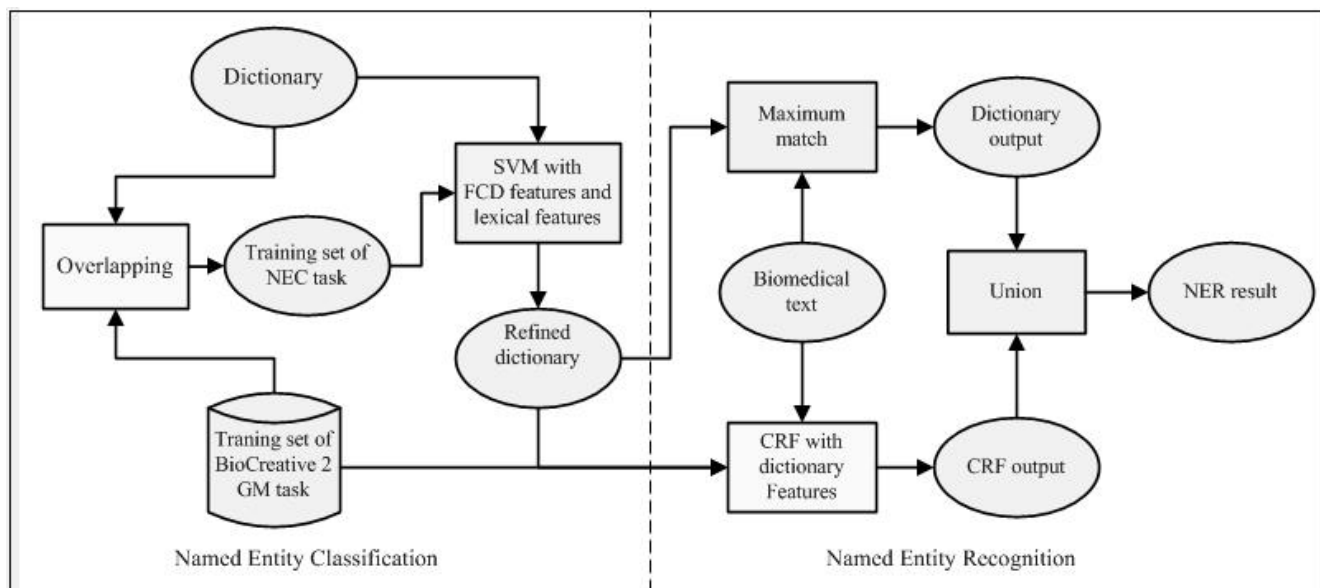 Dictionary
SVM with
FCD features and
lexical features
Overlapping
Training set of
NEC task
Refined
dictionary
Traning set of
BioCreative 2
GM task
Named Entity Classification
Maximum
match
Dictionary
output
Biomedical
text
Union
NER result
CRF with
dictionary
Features
CRF output
Named Entity Recognition